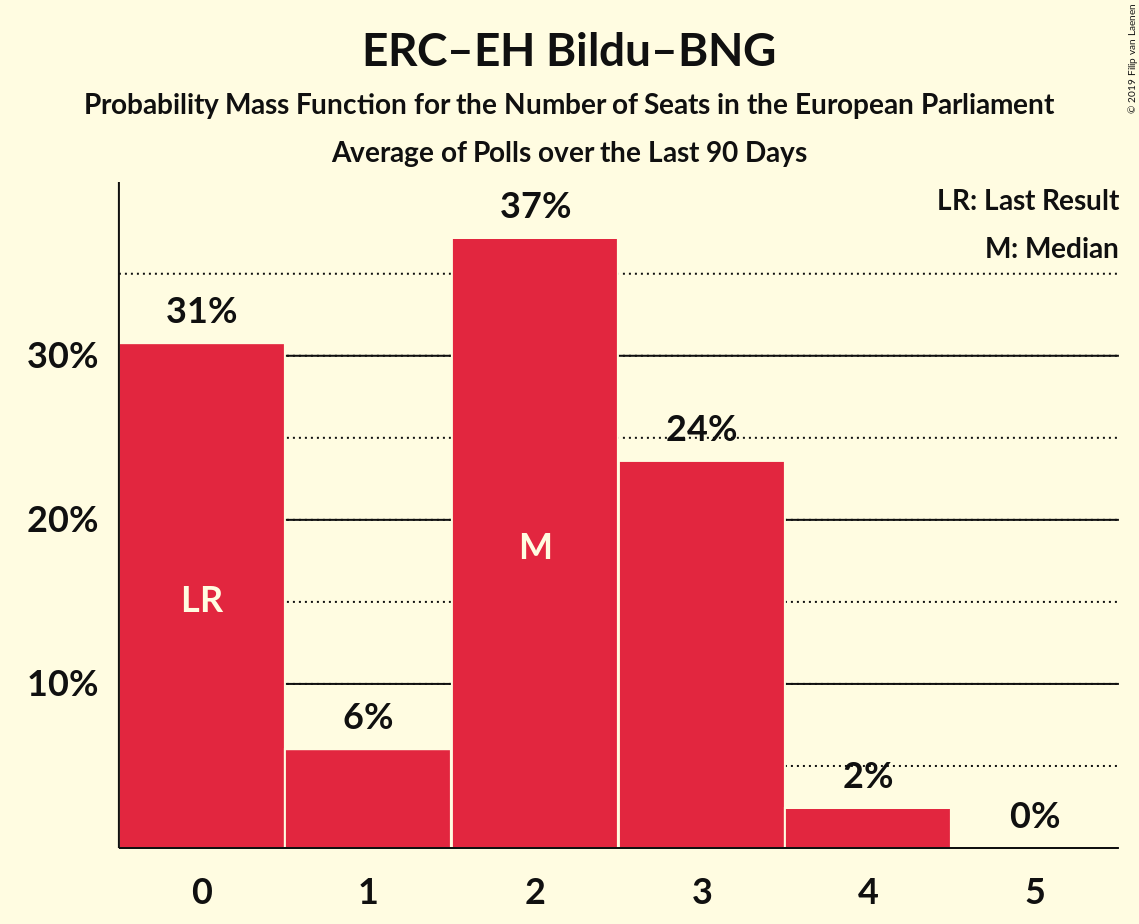 ERC–EH Bildu–BNG
Probability Mass Function for the Number of Seats in the European Parliament
Average of Polls over the Last 90 Days
© 2019 Filip van Laenen
LR: Last Result
M: Median
37%
31%
30%
24%
20%
M
LR
10%
6%
2%
0%
0 1 2 3 4 5